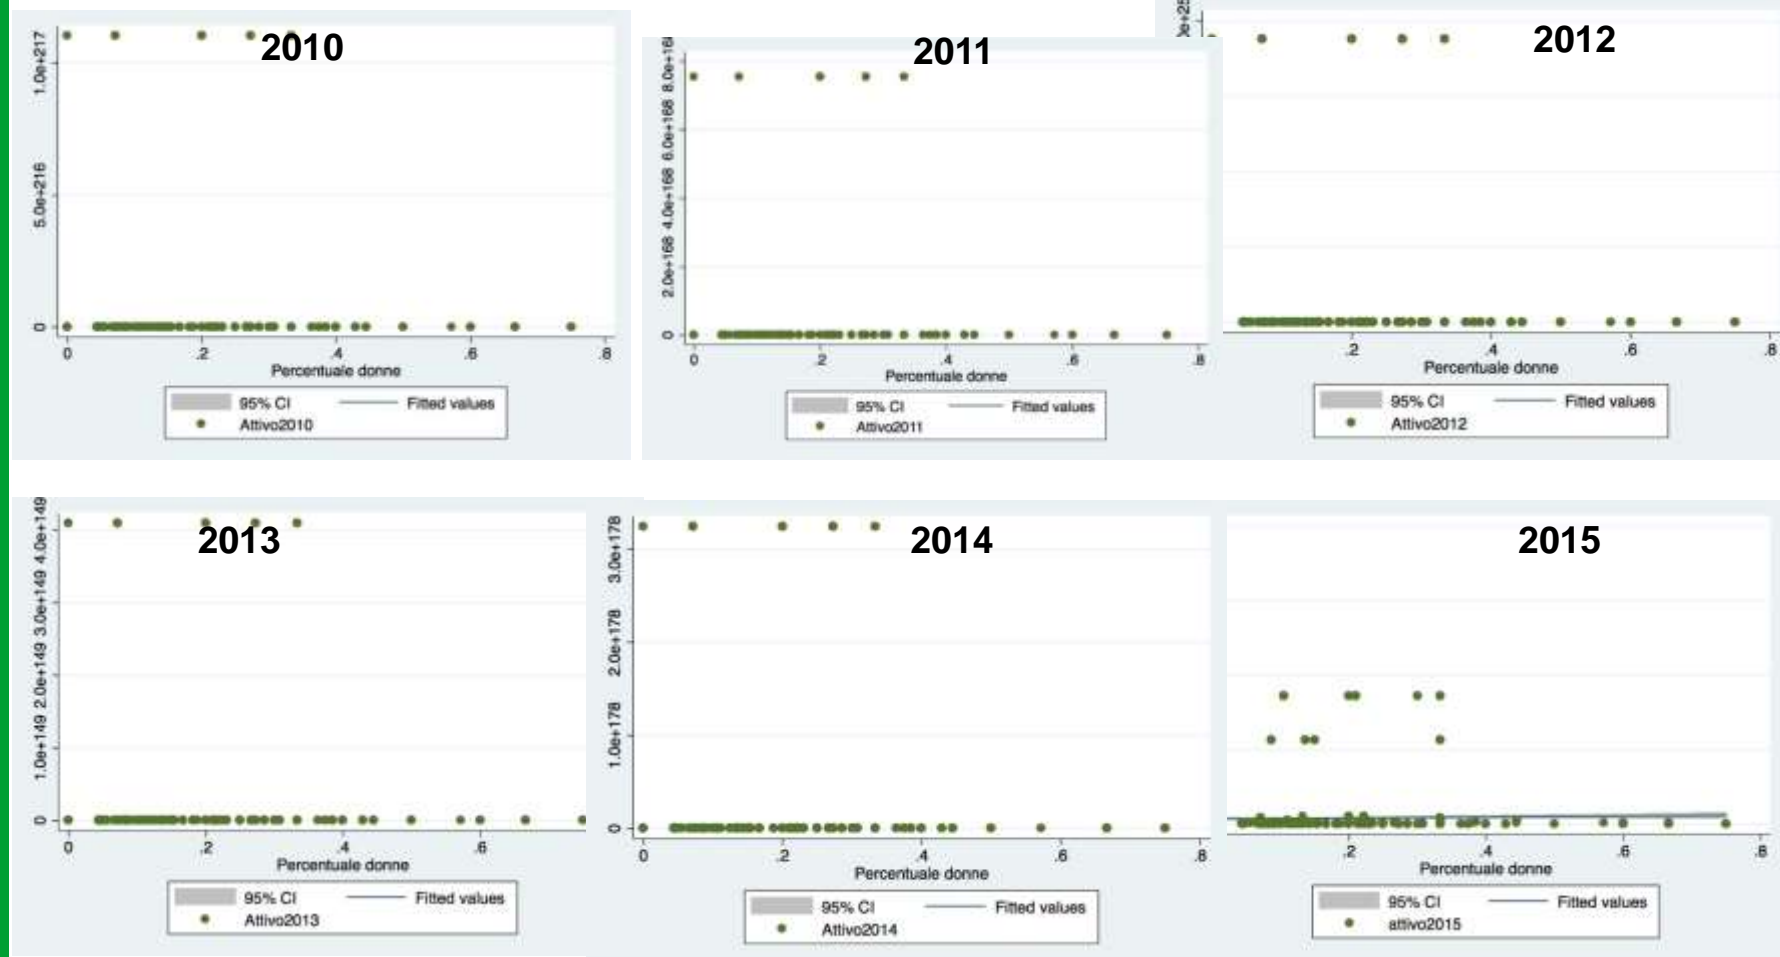 2010
1.0e+217
5.0e+216
0
0 .2 .4 .6 .8
Percentuale donne
95% CI Fitted values
Attivo2010
2011
6.0e+168
4.0e+168
2.0e+168
0
0 .2 .4 .6 .8
Percentuale donne
95% CI Fitted values
Attivo2011
2012
.2 .4 .6 .8
Percentuale donne
95% CI Fitted values
Attivo2012
2013
4.0e+149
3.0e+149
2.0e+149
1.0e+149
0
0 .2 .4 .6
Percentuale donne
95% CI Fitted values
Attivo2013
2014
3.0e+178
2.0e+178
1.0e+178
0
0 .2 .4 .6 .8
Percentuale donne
95% CI Fitted values
Attivo2014
2015
.2 .4 .6 .8
Percentuale donne
95% CI Fitted values
attivo2015